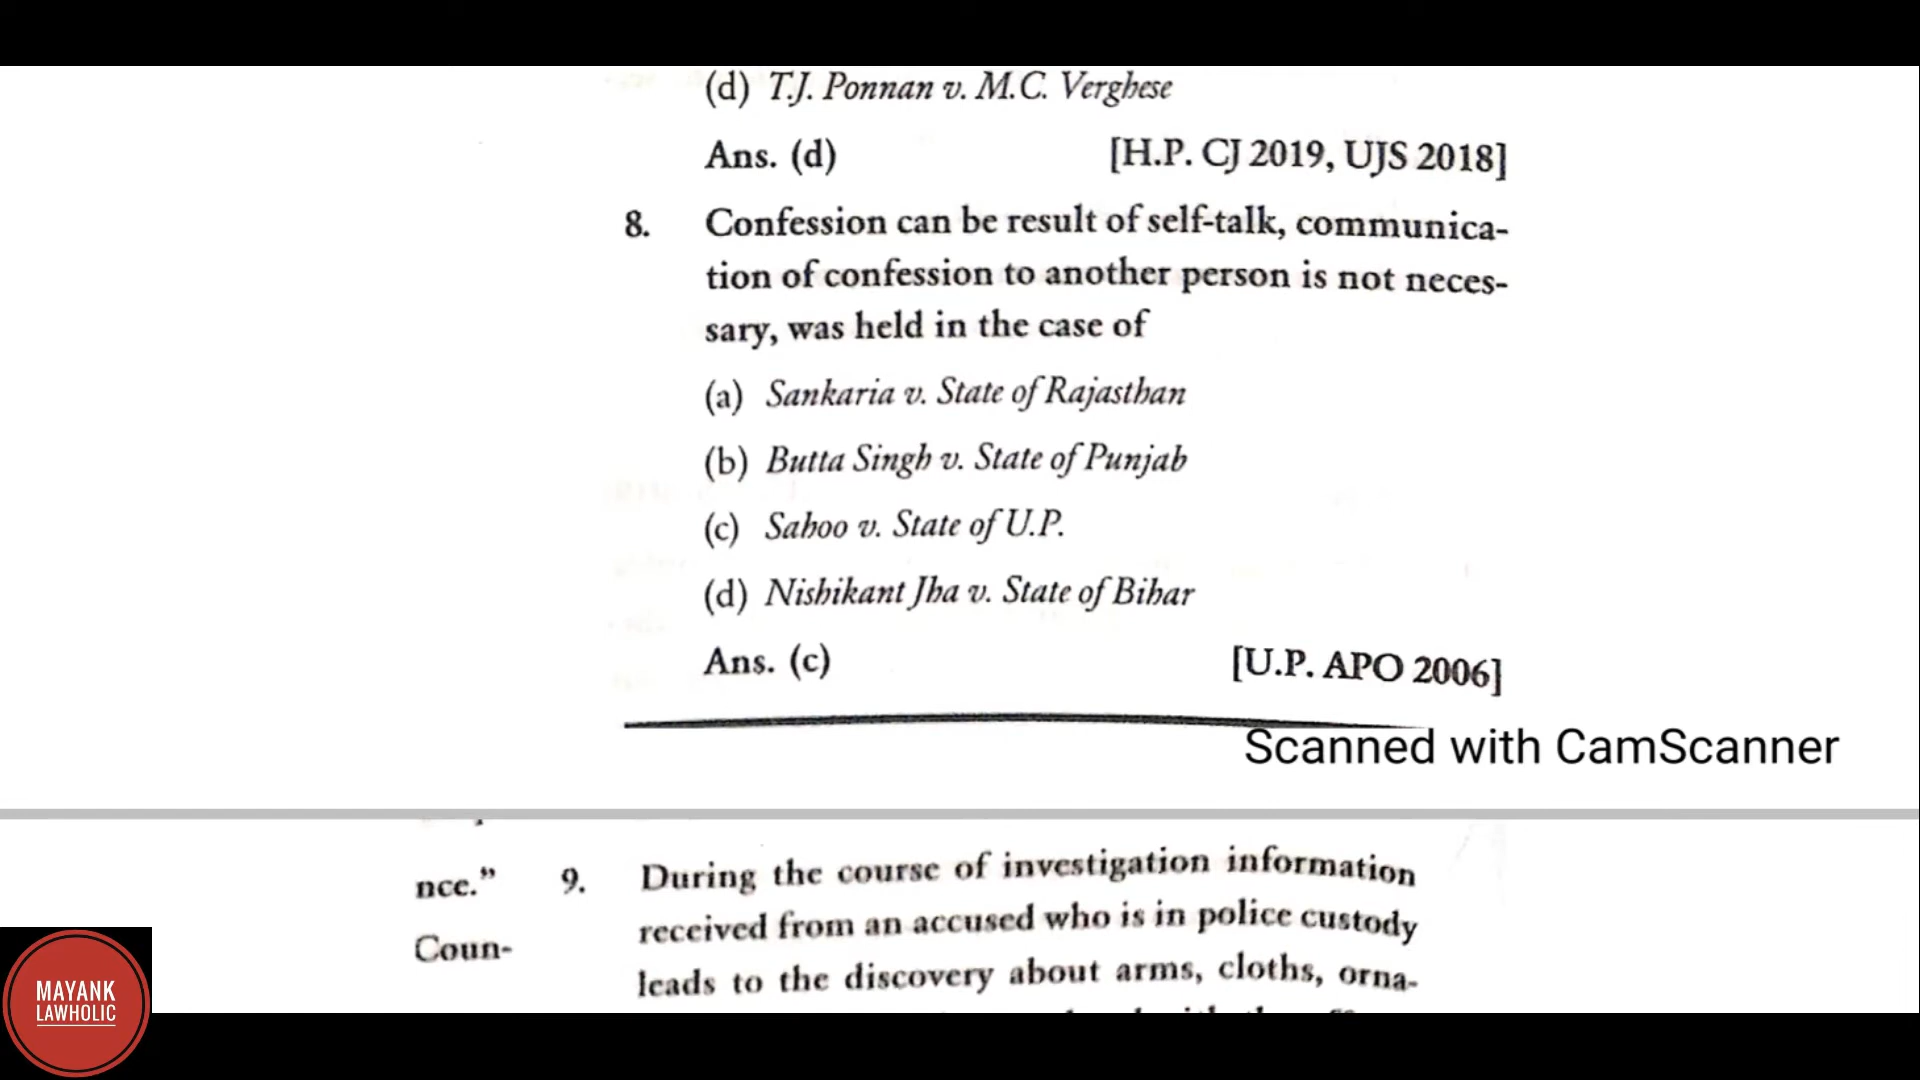 (d) T.J. Ponnan v. M.C. Verghese
Ans. (d) [H.P. CJ 2019, UJS 2018]
8. Confession can be result of self-talk, communica-
tion of confession to another person is not neces-
sary, was held in the case of
(a) Sankaria v. State of Rajasthan
(b) Butta Singh v. State of Punjab
(c) Sahoo v. State of U.P.
(d) Nishikant Jha v. State of Bihar
Ans. (c) [U.P. APO 2006]
Scanned with CamScanner
nce."
Coun-
9. During the course of investigation information
received from an accused who is in police custody
leads to the discovery about arms, cloths, orna-
MAYANK
LAWHOLIC